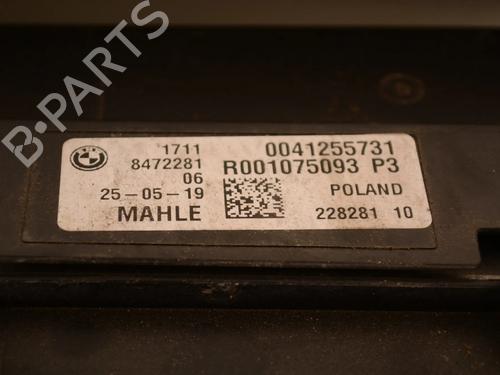 B-PARTS
1711 0041255731
8472281 R001075093 P3
06
25-05-19 POLAND
MAHLE 228281 10